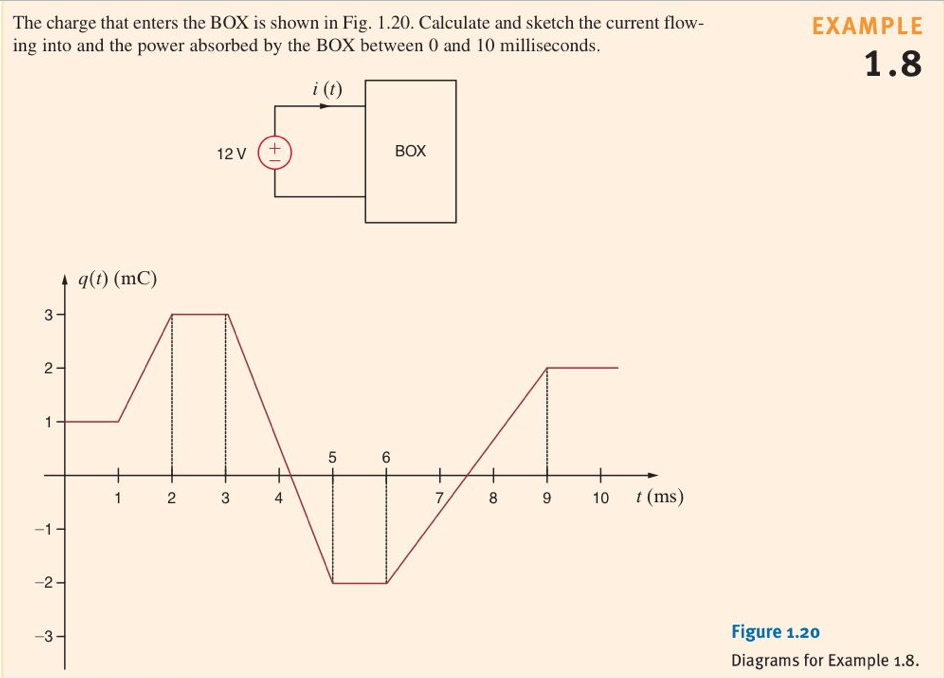 The charge that enters the BOX is shown in Fig. 1.20. Calculate and sketch the current flow-
ing into and the power absorbed by the BOX between 0 and 10 milliseconds.
EXAMPLE
1.8
i (t)
12 V
+
−
BOX
q(t) (mC)
3
2
1
5 6
1 2 3 4 7 8 9 10 t (ms)
−1
−2
−3
Figure 1.20
Diagrams for Example 1.8.